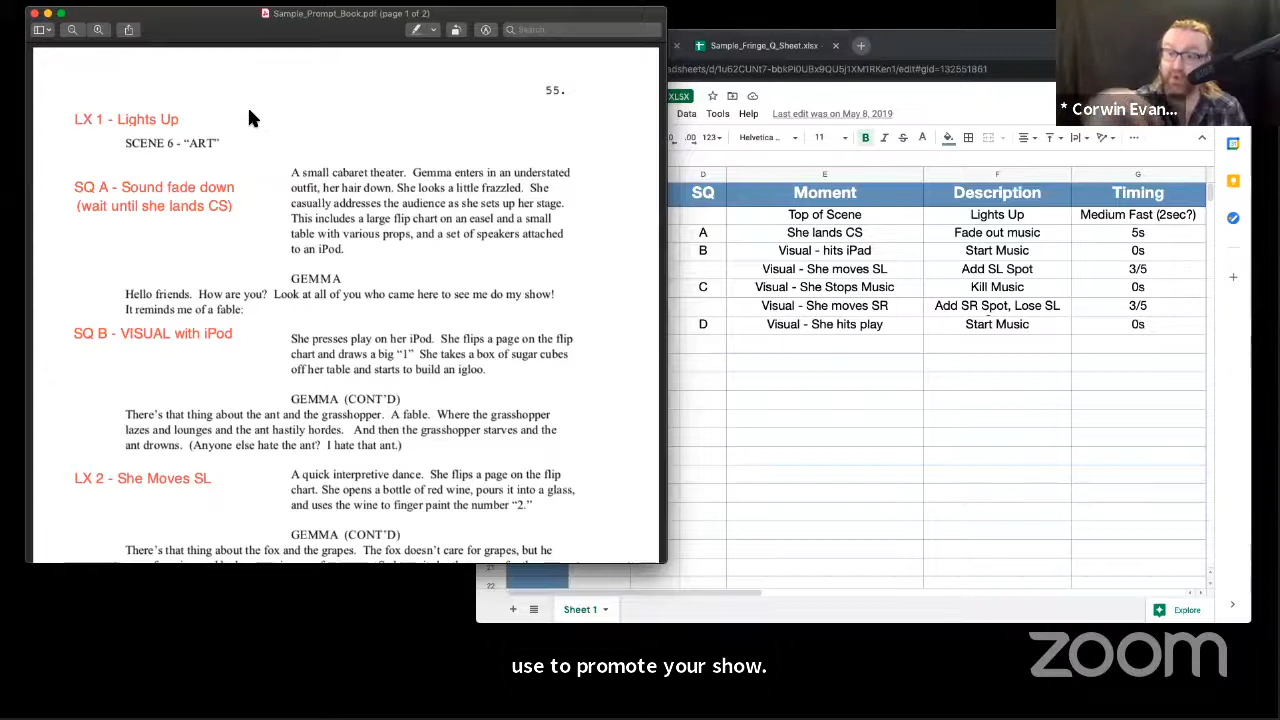 Sample_Prompt_Book.pdf (page 1 of 2)
Search
55.
LX 1 - Lights Up
SCENE 6 - “ART”
A small cabaret theater. Gemma enters in an understated
outfit, her hair down. She looks a little frazzled. She
casually addresses the audience as she sets up her stage.
This includes a large flip chart on an easel and a small
table with various props, and a set of speakers attached
to an iPod.
SQ A - Sound fade down
(wait until she lands CS)
GEMMA
Hello friends. How are you? Look at all of you who came here to see me do my show!
It reminds me of a fable:
SQ B - VISUAL with iPod
She presses play on her iPod. She flips a page on the flip
chart and draws a big “1” She takes a box of sugar cubes
off her table and starts to build an igloo.
GEMMA (CONT’D)
There’s that thing about the ant and the grasshopper. A fable. Where the grasshopper
lazes and lounges and the ant hastily hordes. And then the grasshopper starves and the
ant drowns. (Anyone else hate the ant? I hate that ant.)
LX 2 - She Moves SL
A quick interpretive dance. She flips a page on the flip
chart. She opens a bottle of red wine, pours it into a glass,
and uses the wine to finger paint the number “2.”
GEMMA (CONT’D)
There’s that thing about the fox and the grapes. The fox doesn’t care for grapes, but he
Sample_Fringe_Q_Sheet.xlsx
.XLSX
Data Tools Help Last edit was on May 8, 2019
.00 123 Helvetica ... 11 B I S A
D E F G
SQ Moment Description Timing
Top of Scene Lights Up Medium Fast (2sec?)
A She lands CS Fade out music 5s
B Visual - hits iPad Start Music 0s
Visual - She moves SL Add SL Spot 3/5
C Visual - She Stops Music Kill Music 0s
Visual - She moves SR Add SR Spot, Lose SL 3/5
D Visual - She hits play Start Music 0s
21
22
Sheet 1
Explore
* Corwin Evan...
use to promote your show.
zoom